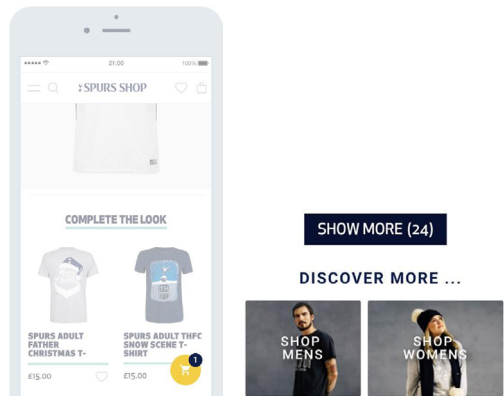 21:00
100%
SPURS SHOP
COMPLETE THE LOOK
SPURS ADULT
FATHER
CHRISTMAS T-
£15.00
SPURS ADULT THFC
SNOW SCENE T-
SHIRT
£15.00
1
SHOW MORE (24)
DISCOVER MORE ...
SHOP
MENS
SHOP
WOMENS